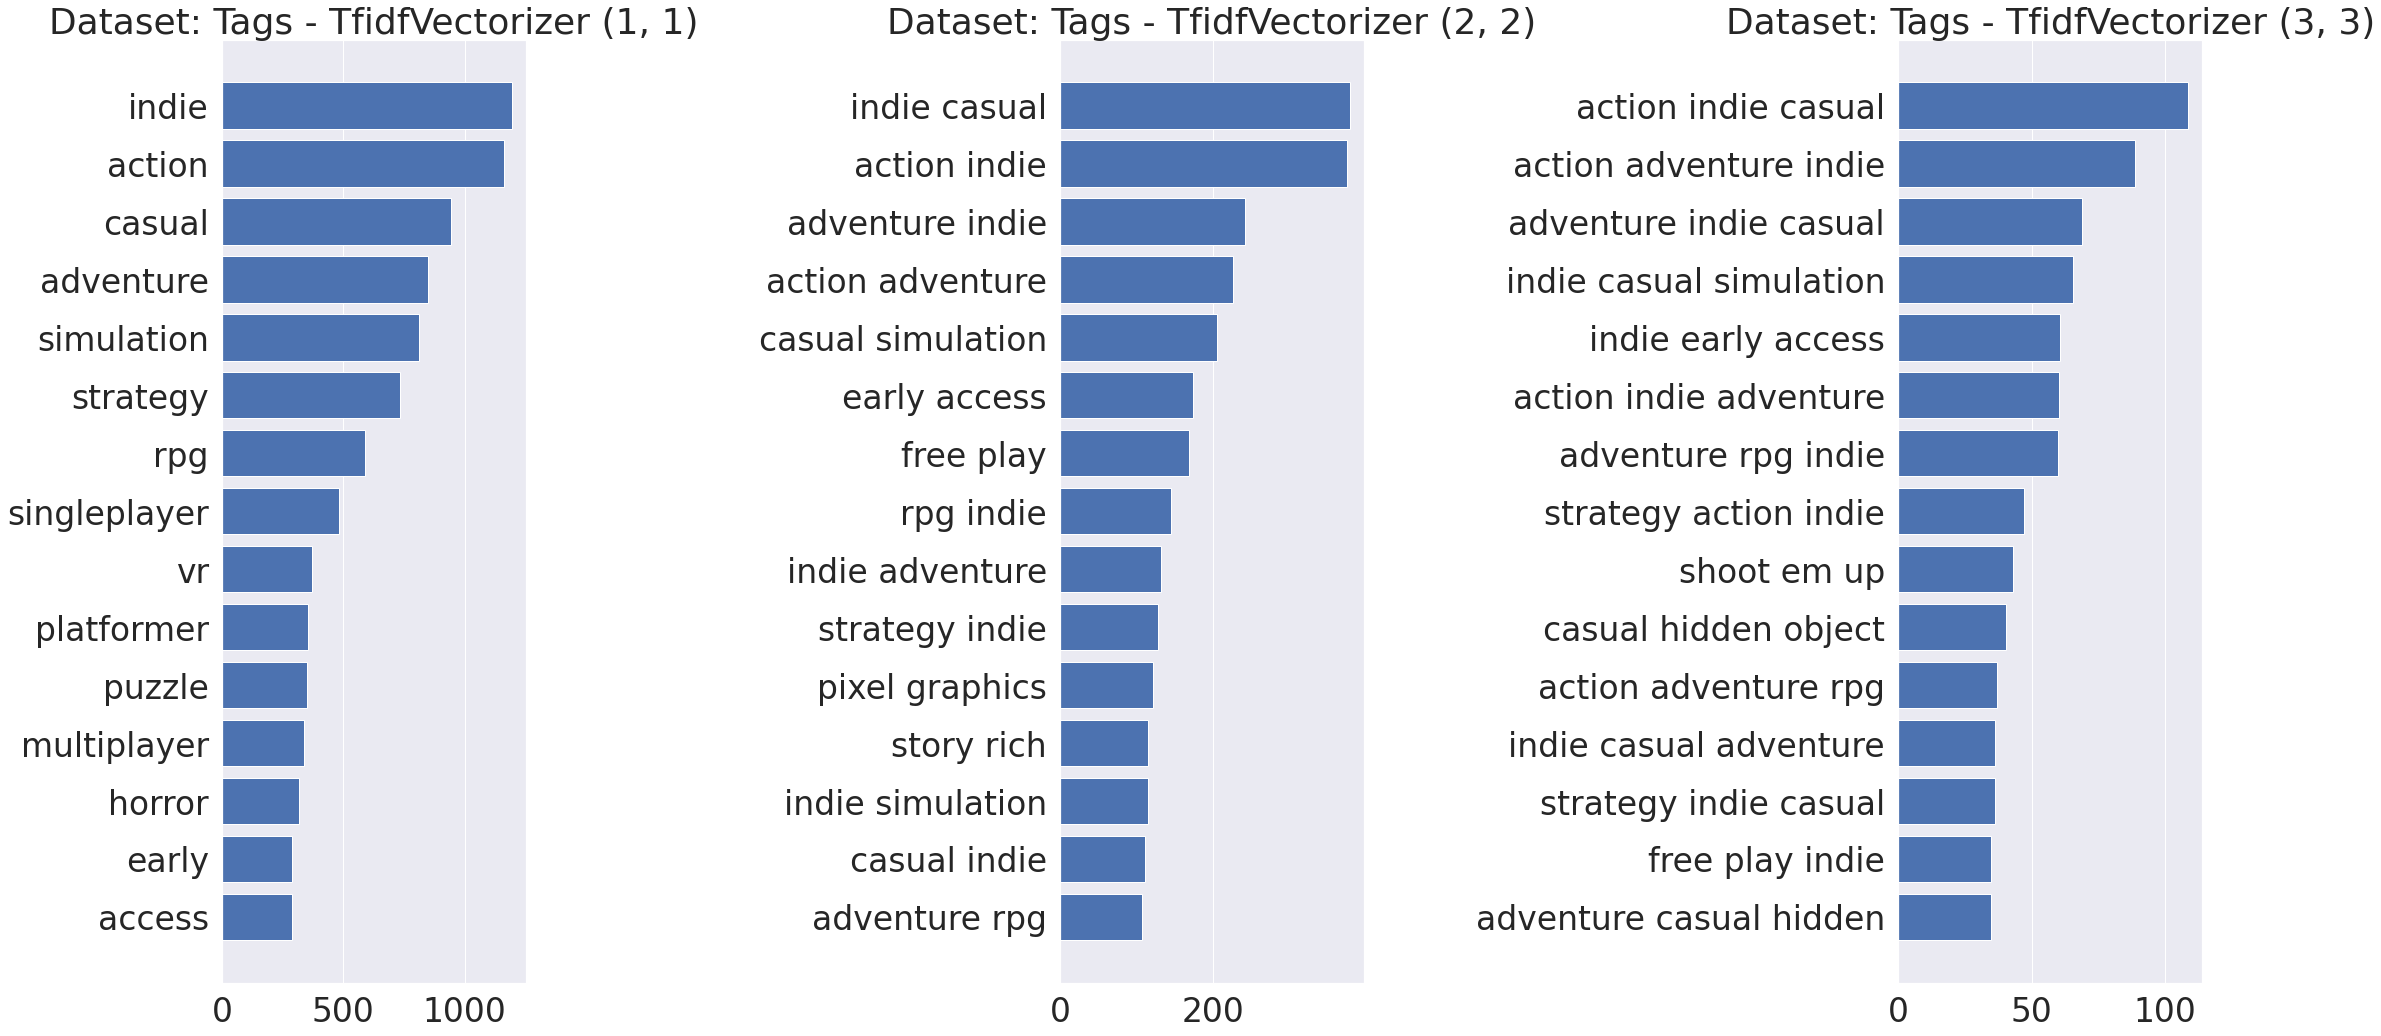 Dataset: Tags - TfidfVectorizer (1, 1)
indie
action
casual
adventure
simulation
strategy
rpg
singleplayer
vr
platformer
puzzle
multiplayer
horror
early
access
0 500 1000
Dataset: Tags - TfidfVectorizer (2, 2)
indie casual
action indie
adventure indie
action adventure
casual simulation
early access
free play
rpg indie
indie adventure
strategy indie
pixel graphics
story rich
indie simulation
casual indie
adventure rpg
0 200
Dataset: Tags - TfidfVectorizer (3, 3)
action indie casual
action adventure indie
adventure indie casual
indie casual simulation
indie early access
action indie adventure
adventure rpg indie
strategy action indie
shoot em up
casual hidden object
action adventure rpg
indie casual adventure
strategy indie casual
free play indie
adventure casual hidden
0 50 100